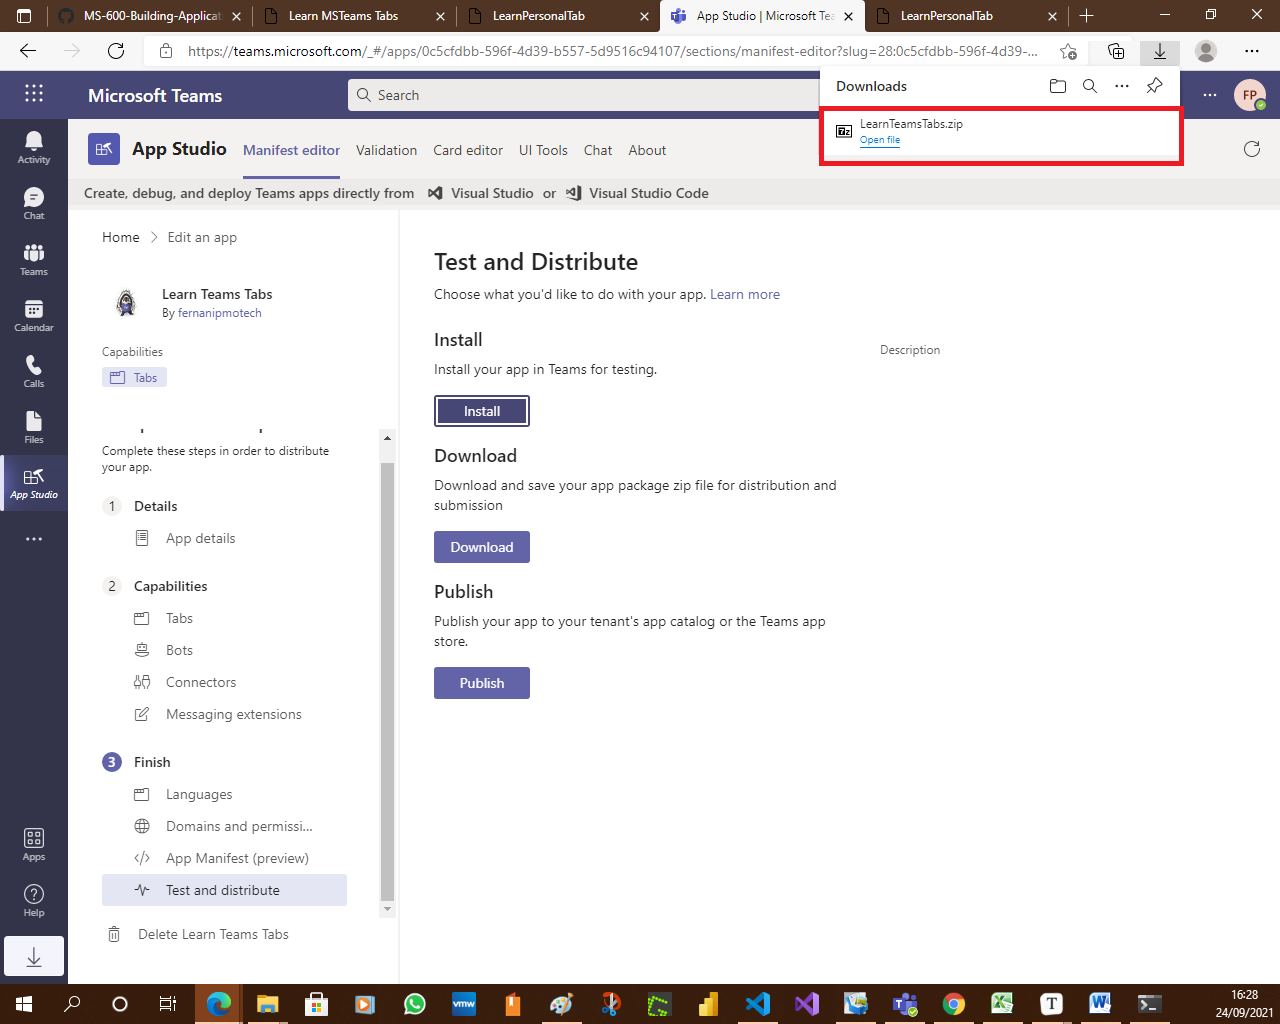 MS-600-Building-Applicat
Learn MSTeams Tabs
LearnPersonalTab
App Studio | Microsoft Tea
LearnPersonalTab
https://teams.microsoft.com/_#/apps/0c5cfdbb-596f-4d39-b557-5d9516c94107/sections/manifest-editor?slug=28:0c5cfdbb-596f-4d39-...
Microsoft Teams
Search
Downloads
FP
LearnTeamsTabs.zip
Open file
Activity
Chat
Teams
Calendar
Calls
Files
App Studio
Apps
Help
App Studio
Manifest editor
Validation
Card editor
UI Tools
Chat
About
Create, debug, and deploy Teams apps directly from Visual Studio or Visual Studio Code
Home > Edit an app
Learn Teams Tabs
By fernanipmotech
Capabilities
Tabs
Complete these steps in order to distribute
your app.
1 Details
App details
2 Capabilities
Tabs
Bots
Connectors
Messaging extensions
3 Finish
Languages
Domains and permissi...
App Manifest (preview)
Test and distribute
Delete Learn Teams Tabs
Test and Distribute
Choose what you'd like to do with your app. Learn more
Install
Install your app in Teams for testing.
Install
Download
Download and save your app package zip file for distribution and
submission
Download
Publish
Publish your app to your tenant's app catalog or the Teams app
store.
Publish
Description
vmw
T
16:28
24/09/2021